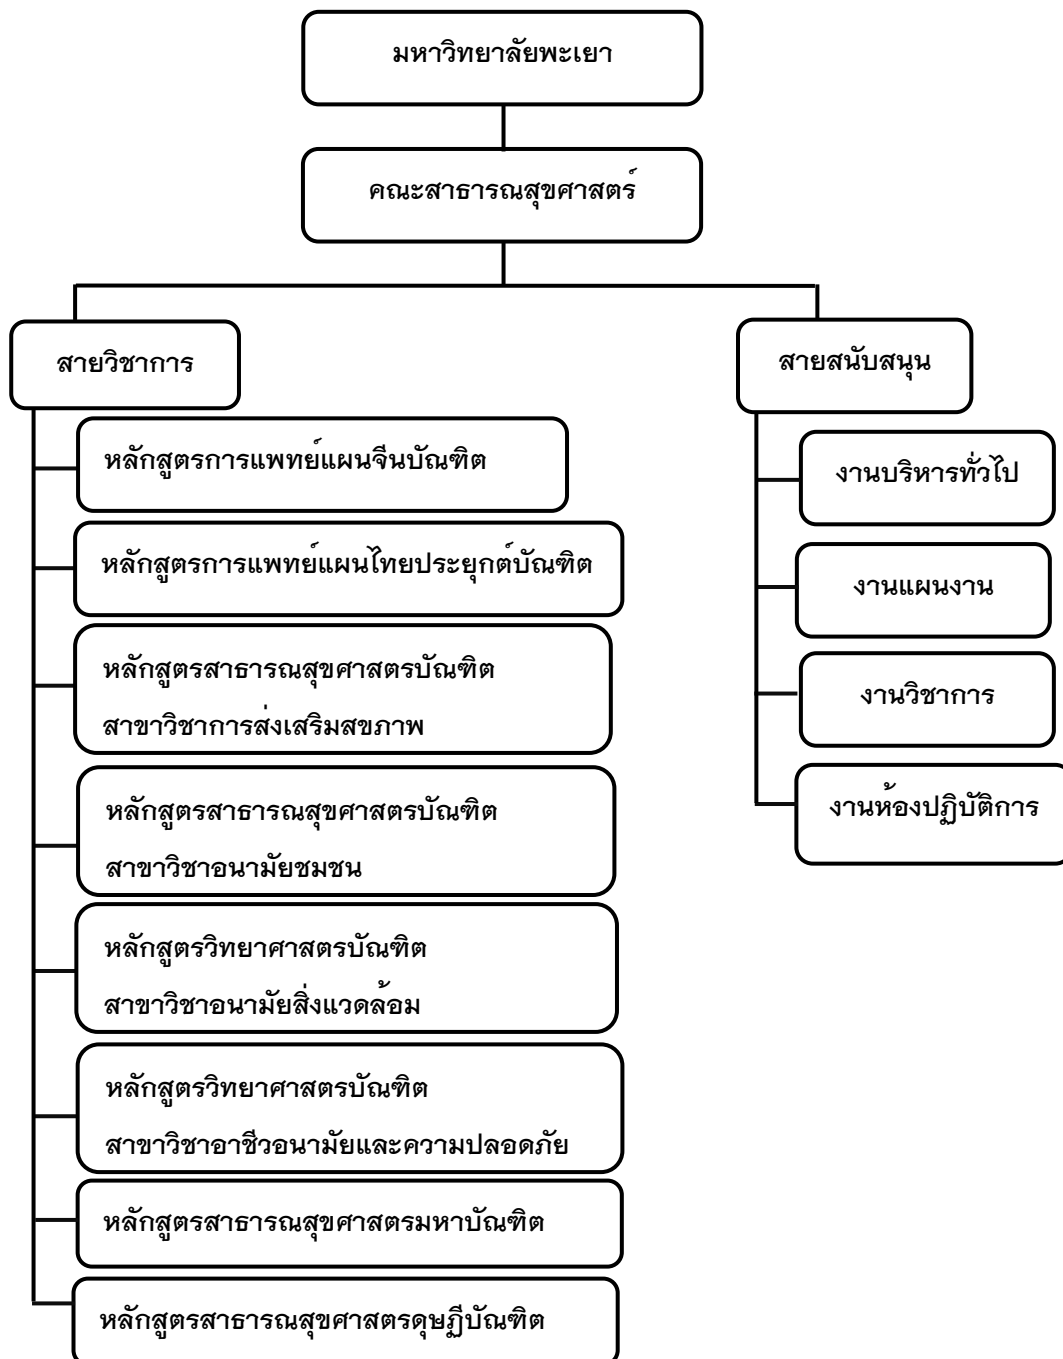 มหาวิทยาลัยพะเยา
คณะสาธารณสุขศาสตร์
สายวิชาการ
หลักสูตรการแพทย์แผนจีนบัณฑิต
หลักสูตรการแพทย์แผนไทยประยุกต์บัณฑิต
หลักสูตรสาธารณสุขศาสตรบัณฑิต
สาขาวิชาการส่งเสริมสขภาพ
หลักสูตรสาธารณสุขศาสตรบัณฑิต
สาขาวิชาอนามัยชมชน
หลักสูตรวิทยาศาสตรบัณฑิต
สาขาวิชาอนามัยสิ่งแวดล้อม
หลักสูตรวิทยาศาสตรบัณฑิต
สาขาวิชาอาชีวอนามัยและความปลอดภัย
หลักสูตรสาธารณสุขศาสตรมหาบัณฑิต
หลักสูตรสาธารณสุขศาสตรดุษฎีบัณฑิต
สายสนับสนุน
งานบริหารทั่วไป
งานแผนงาน
งานวิชาการ
งานห้องปฏิบัติการ